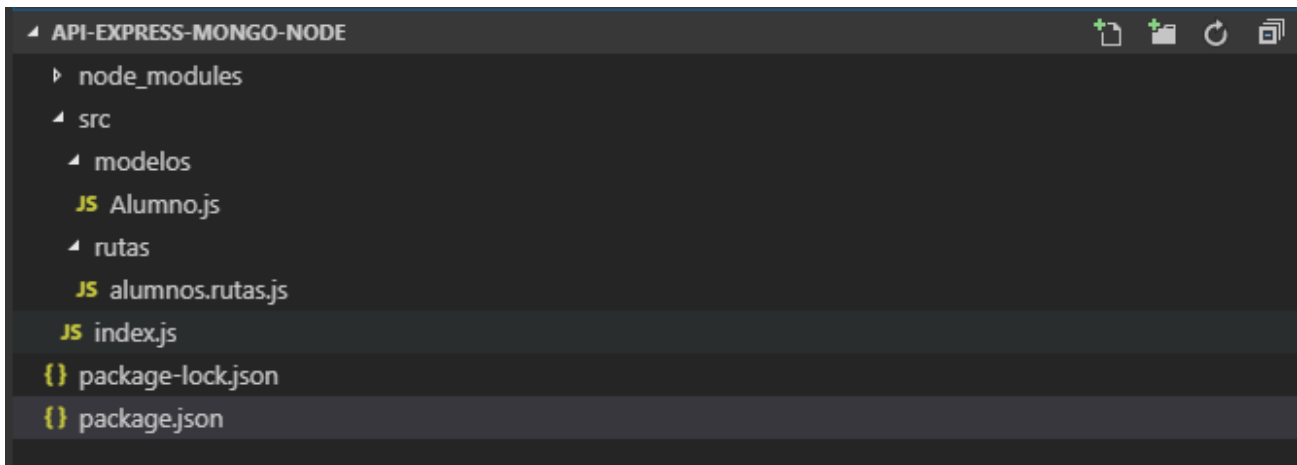 API-EXPRESS-MONGO-NODE
node_modules
src
modelos
JS Alumno.js
rutas
JS alumnos.rutas.js
JS index.js
{} package-lock.json
{} package.json